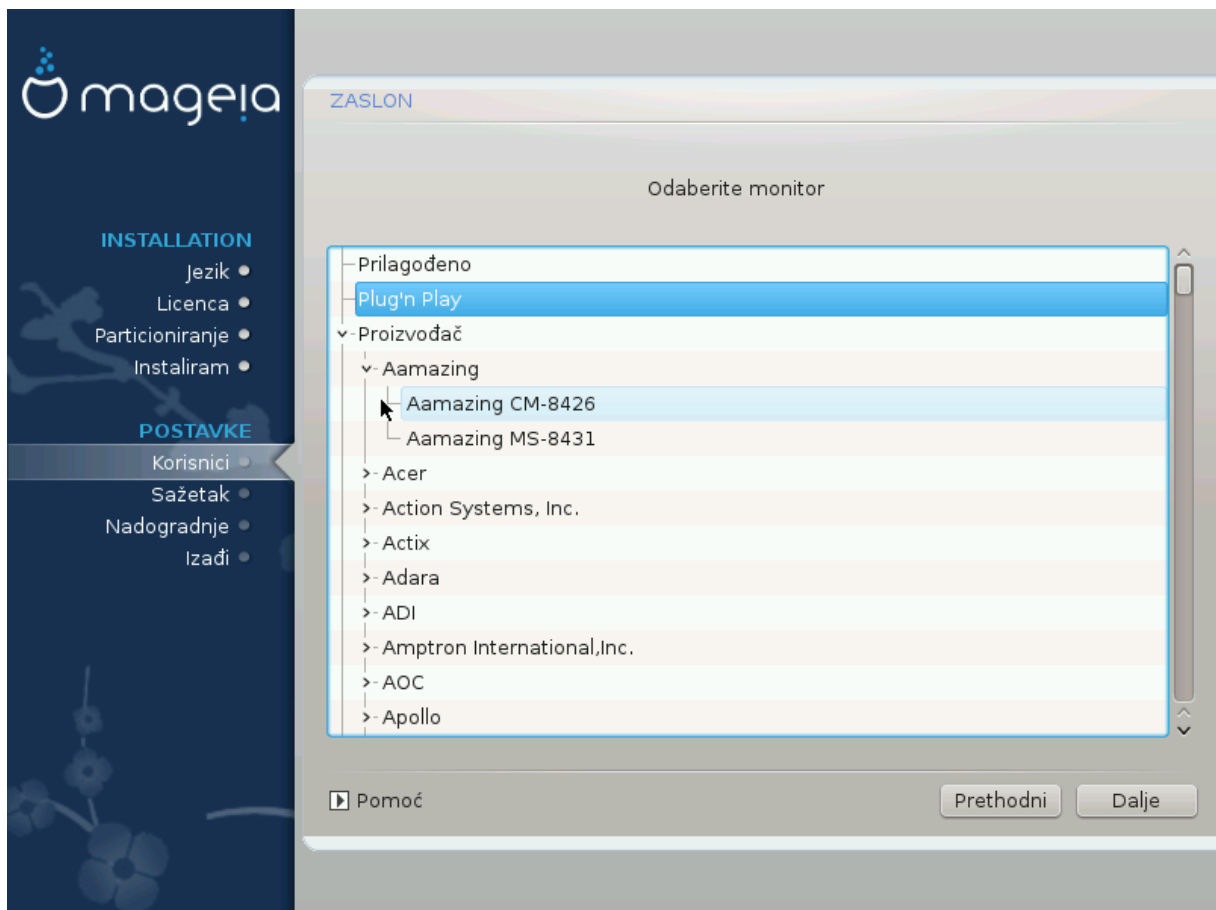 mageia
INSTALLATION
Jezik
Licenca
Particioniranje
Instaliram
POSTAVKE
Korisnici
Sažetak
Nadogradnje
Izađi
ZASLON
Odaberite monitor
Prilagođeno
Plug'n Play
Proizvođač
Aamazing
Aamazing CM-8426
Aamazing MS-8431
Acer
Action Systems, Inc.
Actix
Adara
ADI
Amptron International,Inc.
AOC
Apollo
Pomoć
Prethodni
Dalje